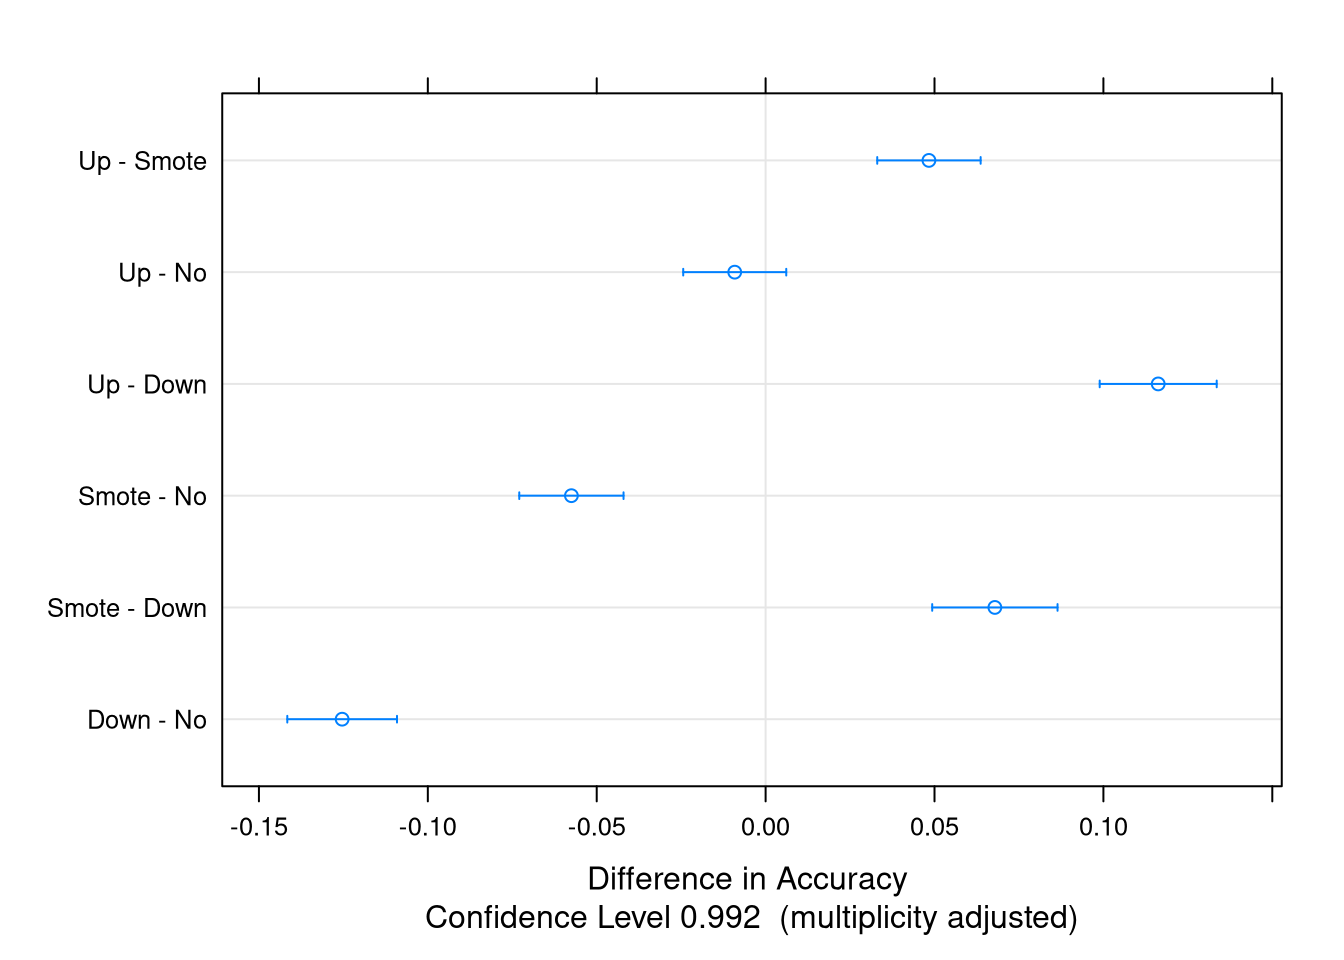 Up - Smote
Up - No
Up - Down
Smote - No
Smote - Down
Down - No
-0.15 -0.10 -0.05 0.00 0.05 0.10
Difference in Accuracy
Confidence Level 0.992 (multiplicity adjusted)